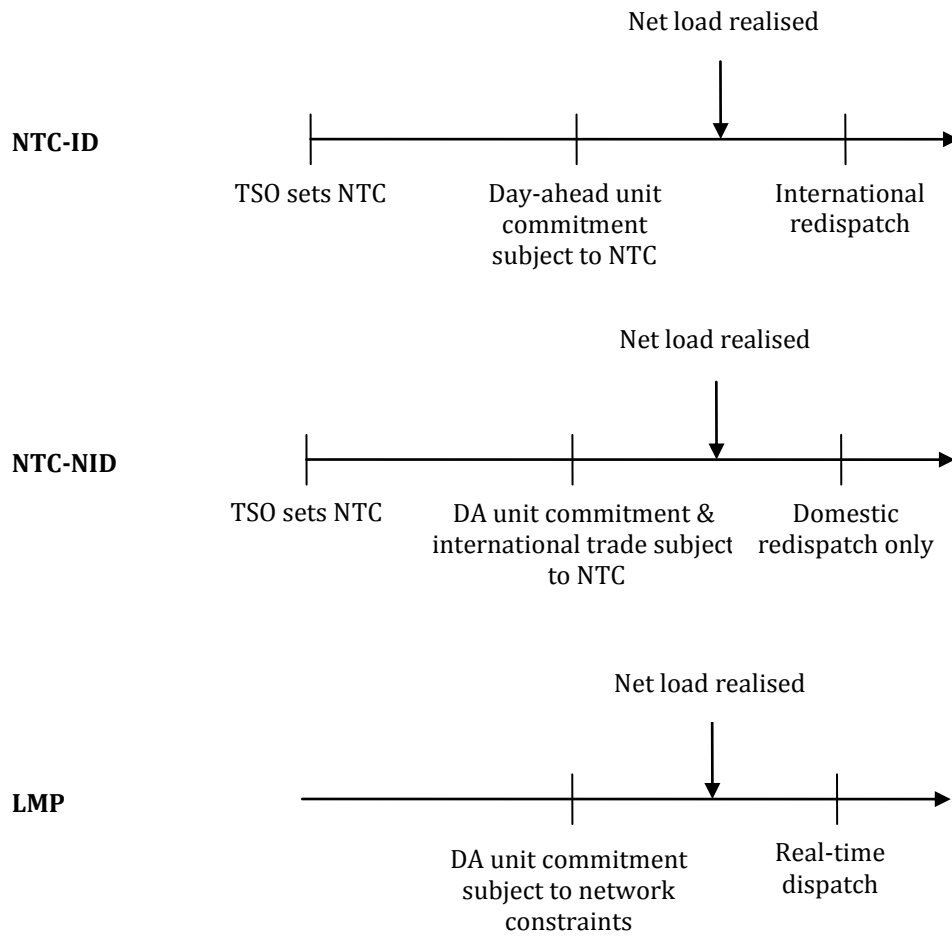 Net load realised
NTC-ID
TSO sets NTC
Day-ahead unit
commitment
subject to NTC
International
redispatch
Net load realised
NTC-NID
TSO sets NTC
DA unit commitment &
international trade subject
to NTC
Domestic
redispatch only
Net load realised
LMP
DA unit commitment
subject to network
constraints
Real-time
dispatch